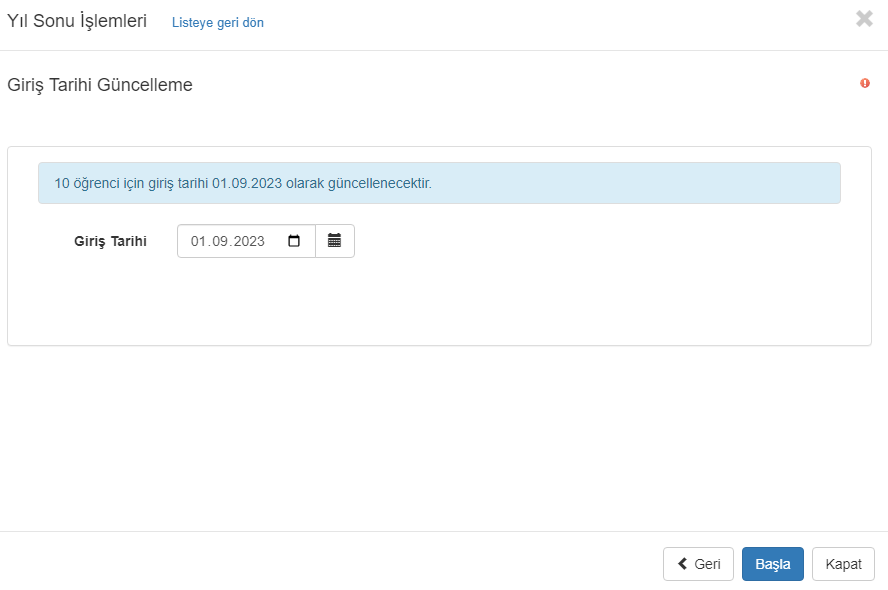 Yıl Sonu İşlemleri Listeye geri dön
Giriş Tarihi Güncelleme
10 öğrenci için giriş tarihi 01.09.2023 olarak güncellenecektir.
Giriş Tarihi 01.09.2023
Geri Başla Kapat